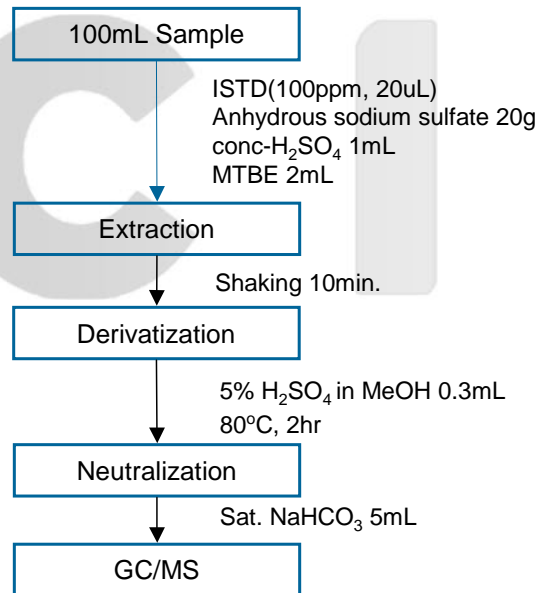 100mL Sample
ISTD(100ppm, 20uL)
Anhydrous sodium sulfate 20g
conc-H₂SO₄ 1mL
MTBE 2mL
Extraction
Shaking 10min.
Derivatization
5% H₂SO₄ in MeOH 0.3mL
80°C, 2hr
Neutralization
Sat. NaHCO₃ 5mL
GC/MS